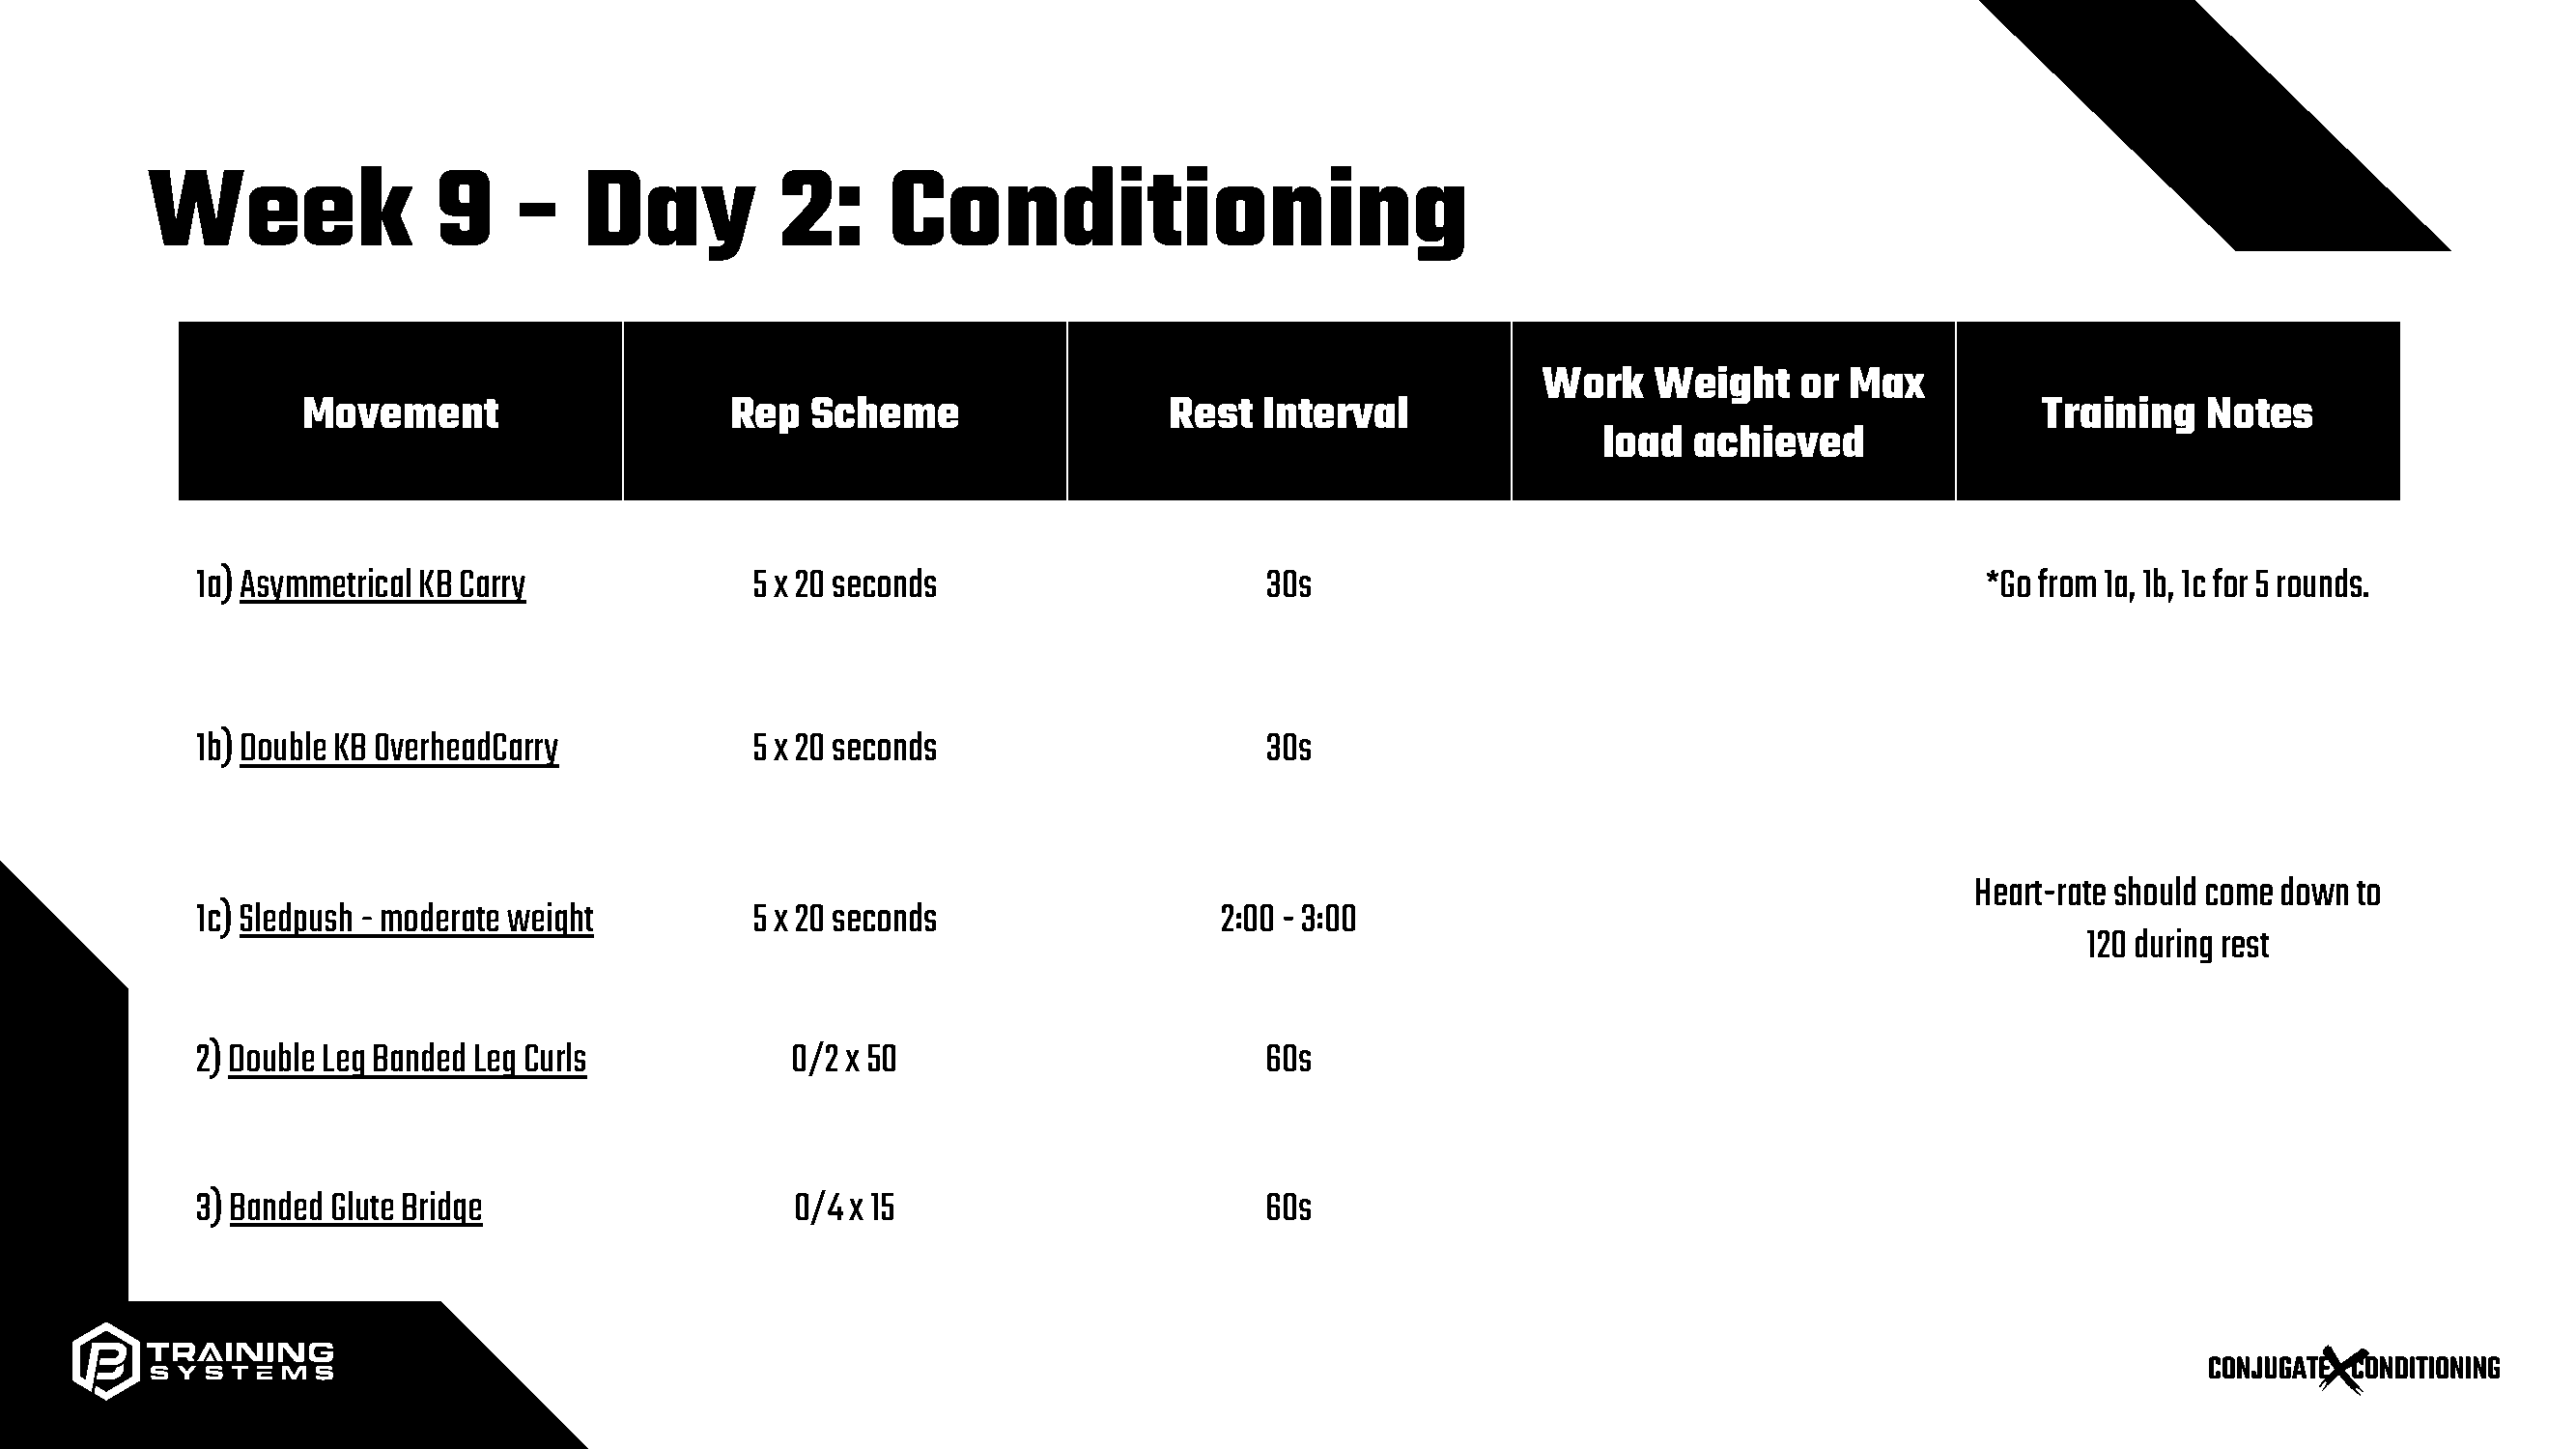 Week 9 - Day 2: Conditioning
Movement
Rep Scheme
Rest Interval
Work Weight or Max
load achieved
Training Notes
1a) Asymmetrical KB Carry
5 x 20 seconds
30s
*Go from 1a, 1b, 1c for 5 rounds.
1b) Double KB OverheadCarry
5 x 20 seconds
30s
1c) Sledpush - moderate weight
5 x 20 seconds
2:00 - 3:00
Heart-rate should come down to
120 during rest
2) Double Leg Banded Leg Curls
0/2 x 50
60s
3) Banded Glute Bridge
0/4 x 15
60s
TRAINING
SYSTEMS
CONJUGATE X CONDITIONING